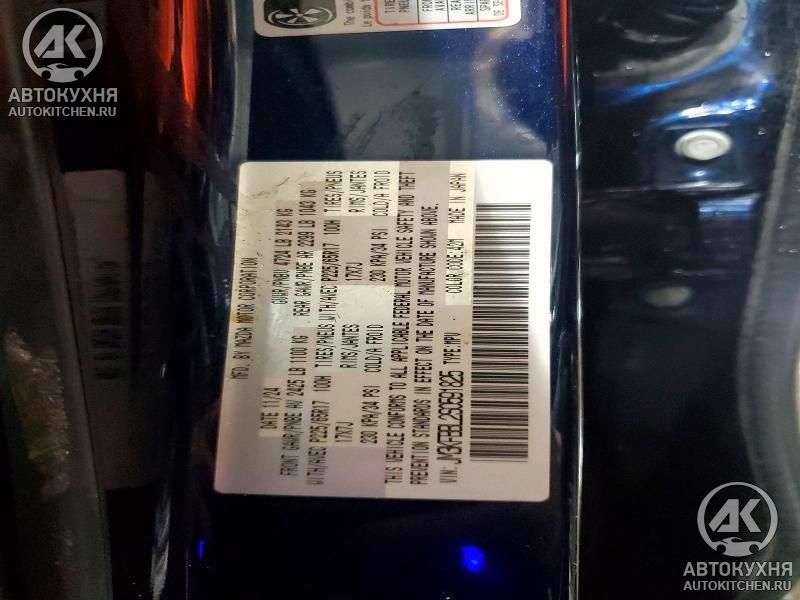 АВТОКУХНЯ
AUTOKITCHEN.RU
MFD. BY MAZDA MOTOR CORPORATION
DATE 11/24 GVWR/PNBV 4724 LB 2143 KG
FRONT GAWR/PNBE AV 2425 LB 1100 KG REAR GAWR/PNBE AR 2299 LB 1043 KG
WITH/AVEC P225/65R17 100H TIRES/PNEUS WITH/AVEC P225/65R17 100H TIRES/PNEUS
17X7J RIMS/JANTES 17X7J RIMS/JANTES
230 KPA/34 PSI COLD/A FROID 230 KPA/34 PSI COLD/A FROID
THIS VEHICLE CONFORMS TO ALL APPLICABLE FEDERAL MOTOR VEHICLE SAFETY AND THEFT
PREVENTION STANDARDS IN EFFECT ON THE DATE OF MANUFACTURE SHOWN ABOVE.
VIN: TYPE:MPV COLOR CODE:42M MADE IN JAPAN
АВТОКУХНЯ
AUTOKITCHEN.RU